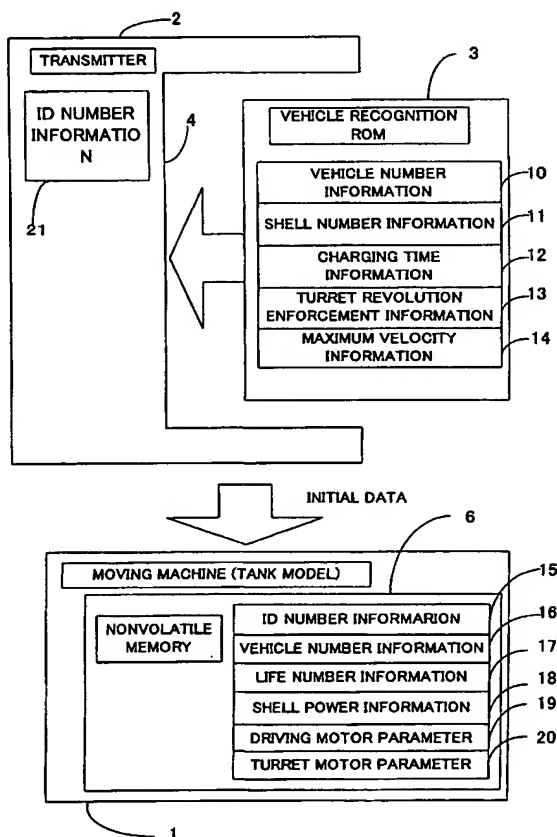 2
TRANSMITTER
3
ID NUMBER
INFORMATIO
N
4
VEHICLE RECOGNITION
ROM
VEHICLE NUMBER
INFORMATION
10
SHELL NUMBER INFORMATION
11
21
CHARGING TIME
INFORMATION
12
TURRET REVOLUTION
ENFORCEMENT INFORMATION
13
MAXIMUM VELOCITY
INFORMATION
14
INITIAL DATA
6
MOVING MACHINE (TANK MODEL)
15
NONVOLATILE
MEMORY
ID NUMBER INFORMARION
16
VEHICLE NUMBER INFORMATION
17
LIFE NUMBER INFORMATION
18
SHELL POWER INFORMATION
19
DRIVING MOTOR PARAMETER
20
TURRET MOTOR PARAMETER
1